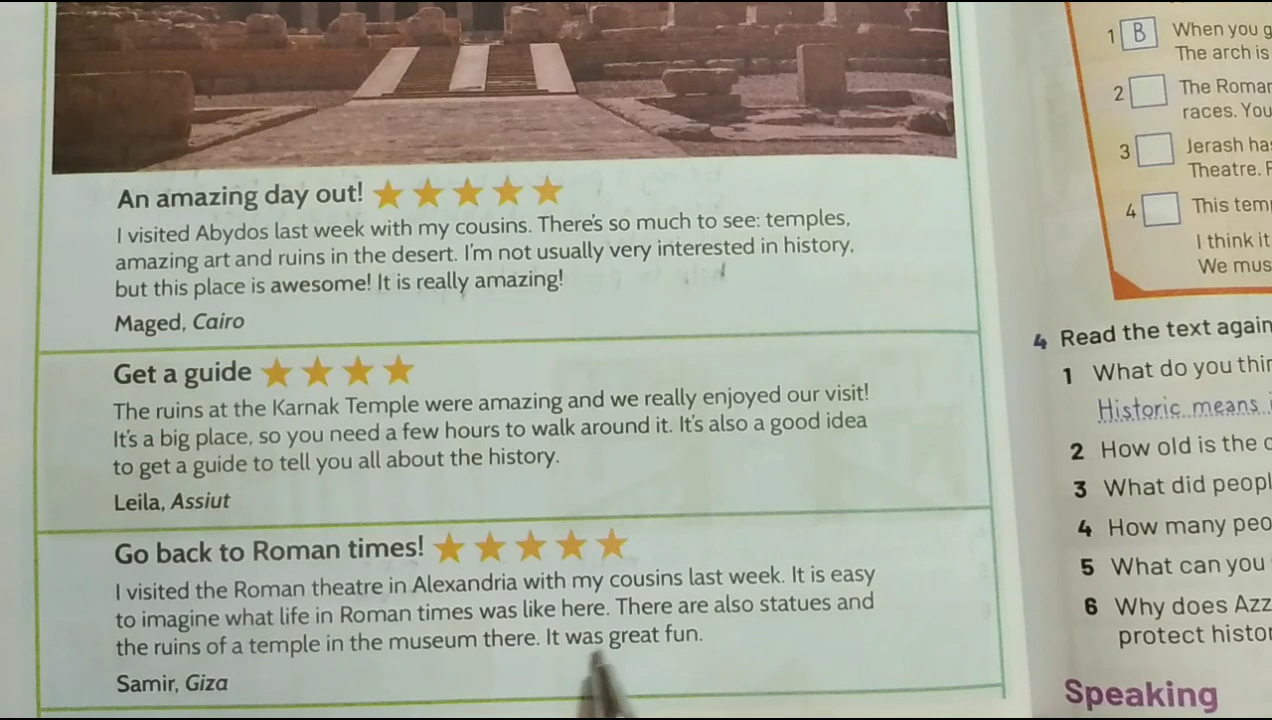 An amazing day out!
I visited Abydos last week with my cousins. There's so much to see: temples,
amazing art and ruins in the desert. I'm not usually very interested in history,
but this place is awesome! It is really amazing!
Maged, Cairo
Get a guide
The ruins at the Karnak Temple were amazing and we really enjoyed our visit!
It's a big place, so you need a few hours to walk around it. It's also a good idea
to get a guide to tell you all about the history.
Leila, Assiut
Go back to Roman times!
I visited the Roman theatre in Alexandria with my cousins last week. It is easy
to imagine what life in Roman times was like here. There are also statues and
the ruins of a temple in the museum there. It was great fun.
Samir, Giza
1 B When you g
The arch is
2 The Roman
races. You
3 Jerash has
Theatre.
4 This tem
I think it
We mus
4 Read the text again
1 What do you thin
Historic means
2 How old is the
3 What did peopl
4 How many peo
5 What can you
6 Why does Azz
protect histor
Speaking